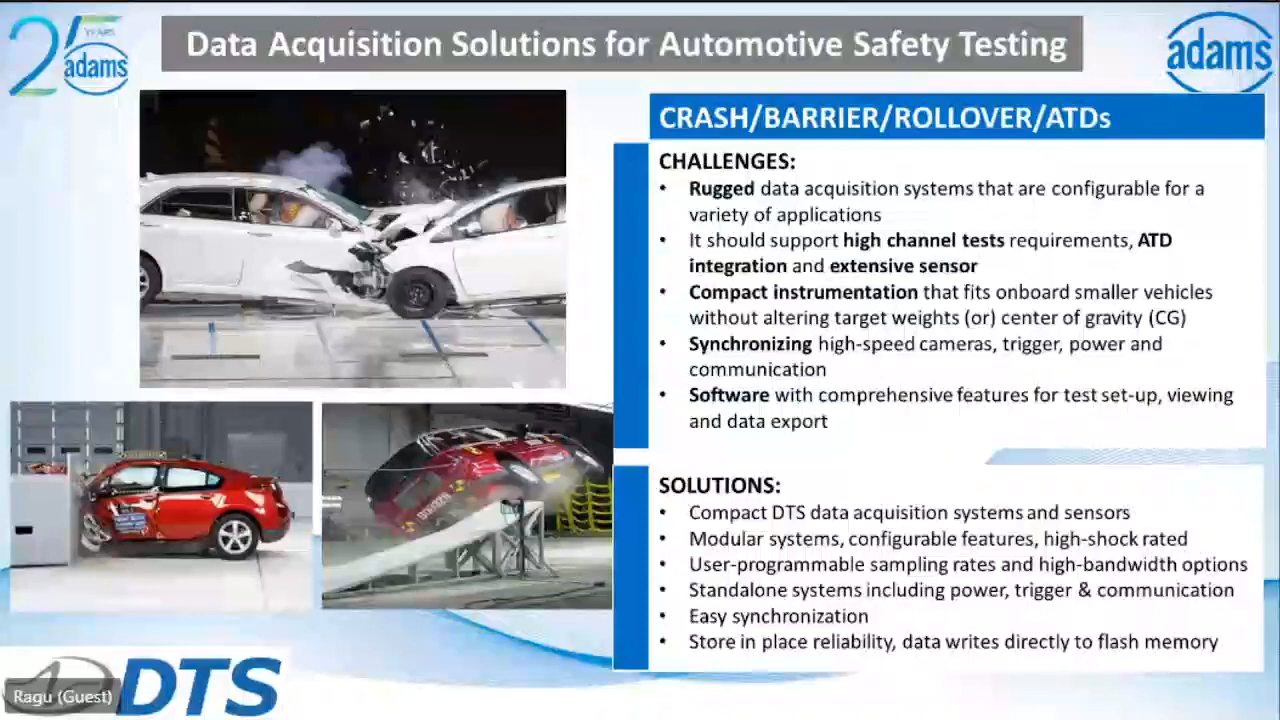 25 YEARS
adams
Data Acquisition Solutions for Automotive Safety Testing
adams
CRASH/BARRIER/ROLLOVER/ATDs
CHALLENGES:
• Rugged data acquisition systems that are configurable for a
variety of applications
• It should support high channel tests requirements, ATD
integration and extensive sensor
• Compact instrumentation that fits onboard smaller vehicles
without altering target weights (or) center of gravity (CG)
• Synchronizing high-speed cameras, trigger, power and
communication
• Software with comprehensive features for test set-up, viewing
and data export
SOLUTIONS:
• Compact DTS data acquisition systems and sensors
• Modular systems, configurable features, high-shock rated
• User-programmable sampling rates and high-bandwidth options
• Standalone systems including power, trigger & communication
• Easy synchronization
• Store in place reliability, data writes directly to flash memory
DTS
Ragu (Guest)